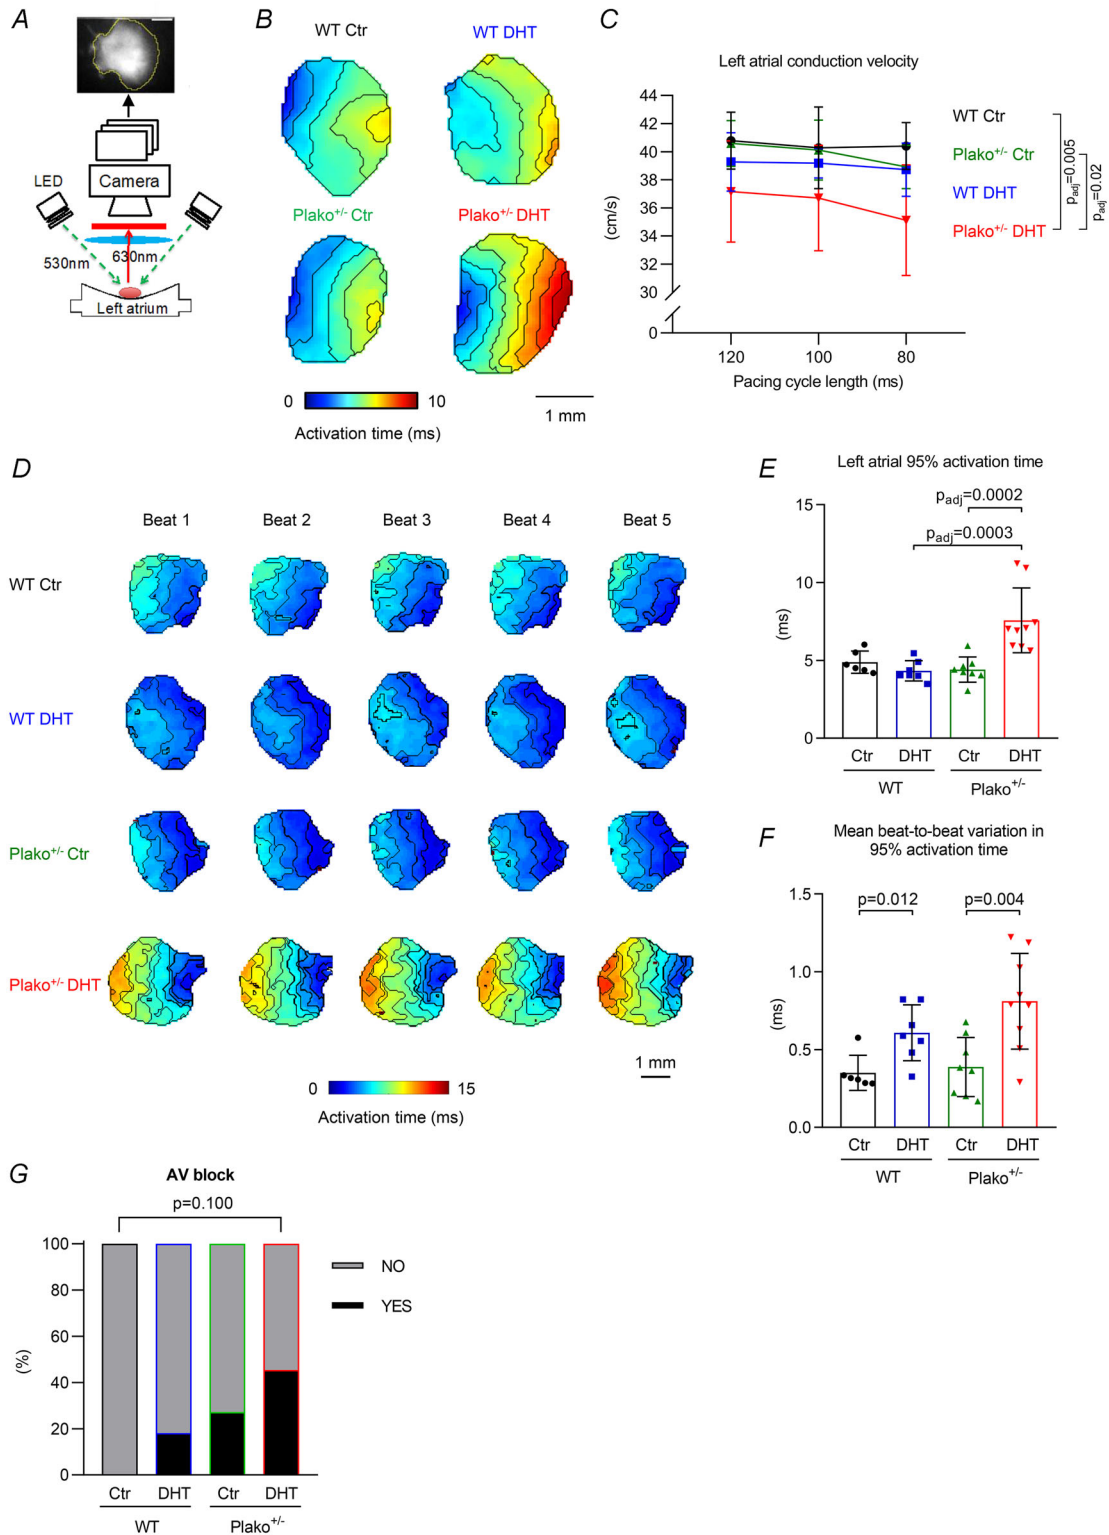 A
LED
Camera
530nm
630nm
Left atrium
B
WT Ctr
WT DHT
Plako+/- Ctr
Plako+/- DHT
0
10
Activation time (ms)
1 mm
C
Left atrial conduction velocity
44
42
40
38
36
34
32
30
0
(cm/s)
120
100
80
Pacing cycle length (ms)
WT Ctr
Plako+/- Ctr
WT DHT
Plako+/- DHT
padj=0.005
padj=0.02
D
Beat 1
Beat 2
Beat 3
Beat 4
Beat 5
WT Ctr
WT DHT
Plako+/- Ctr
Plako+/- DHT
1 mm
0
15
Activation time (ms)
E
Left atrial 95% activation time
padj=0.0002
padj=0.0003
15
10
5
0
(ms)
Ctr
DHT
Ctr
DHT
WT
Plako+/-
F
Mean beat-to-beat variation in
95% activation time
p=0.012
p=0.004
1.5
1.0
0.5
0.0
(ms)
Ctr
DHT
Ctr
DHT
WT
Plako+/-
G
AV block
p=0.100
100
80
60
40
20
0
(%)
NO
YES
Ctr
DHT
Ctr
DHT
WT
Plako+/-